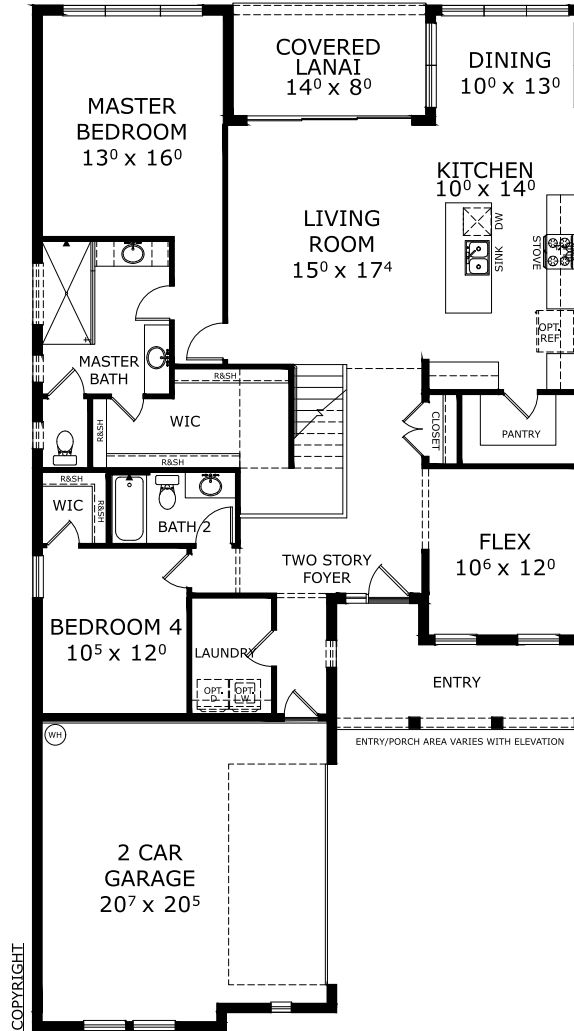 COVERED
LANAI
14⁰ x 8⁰
DINING
10⁰ x 13⁰
MASTER
BEDROOM
13⁰ x 16⁰
KITCHEN
10⁰ x 14⁰
LIVING
ROOM
15⁰ x 17⁴
DW
SINK
STOVE
OPT.
REF
MASTER
BATH
R&SH
WIC
R&SH
R&SH
CLOSET
PANTRY
R&SH
WIC
R&SH
BATH 2
FLEX
10⁶ x 12⁰
TWO STORY
FOYER
BEDROOM 4
10⁵ x 12⁰
LAUNDRY
OPT.
D
OPT.
W
ENTRY
WH
ENTRY/PORCH AREA VARIES WITH ELEVATION
2 CAR
GARAGE
20⁷ x 20⁵
COPYRIGHT